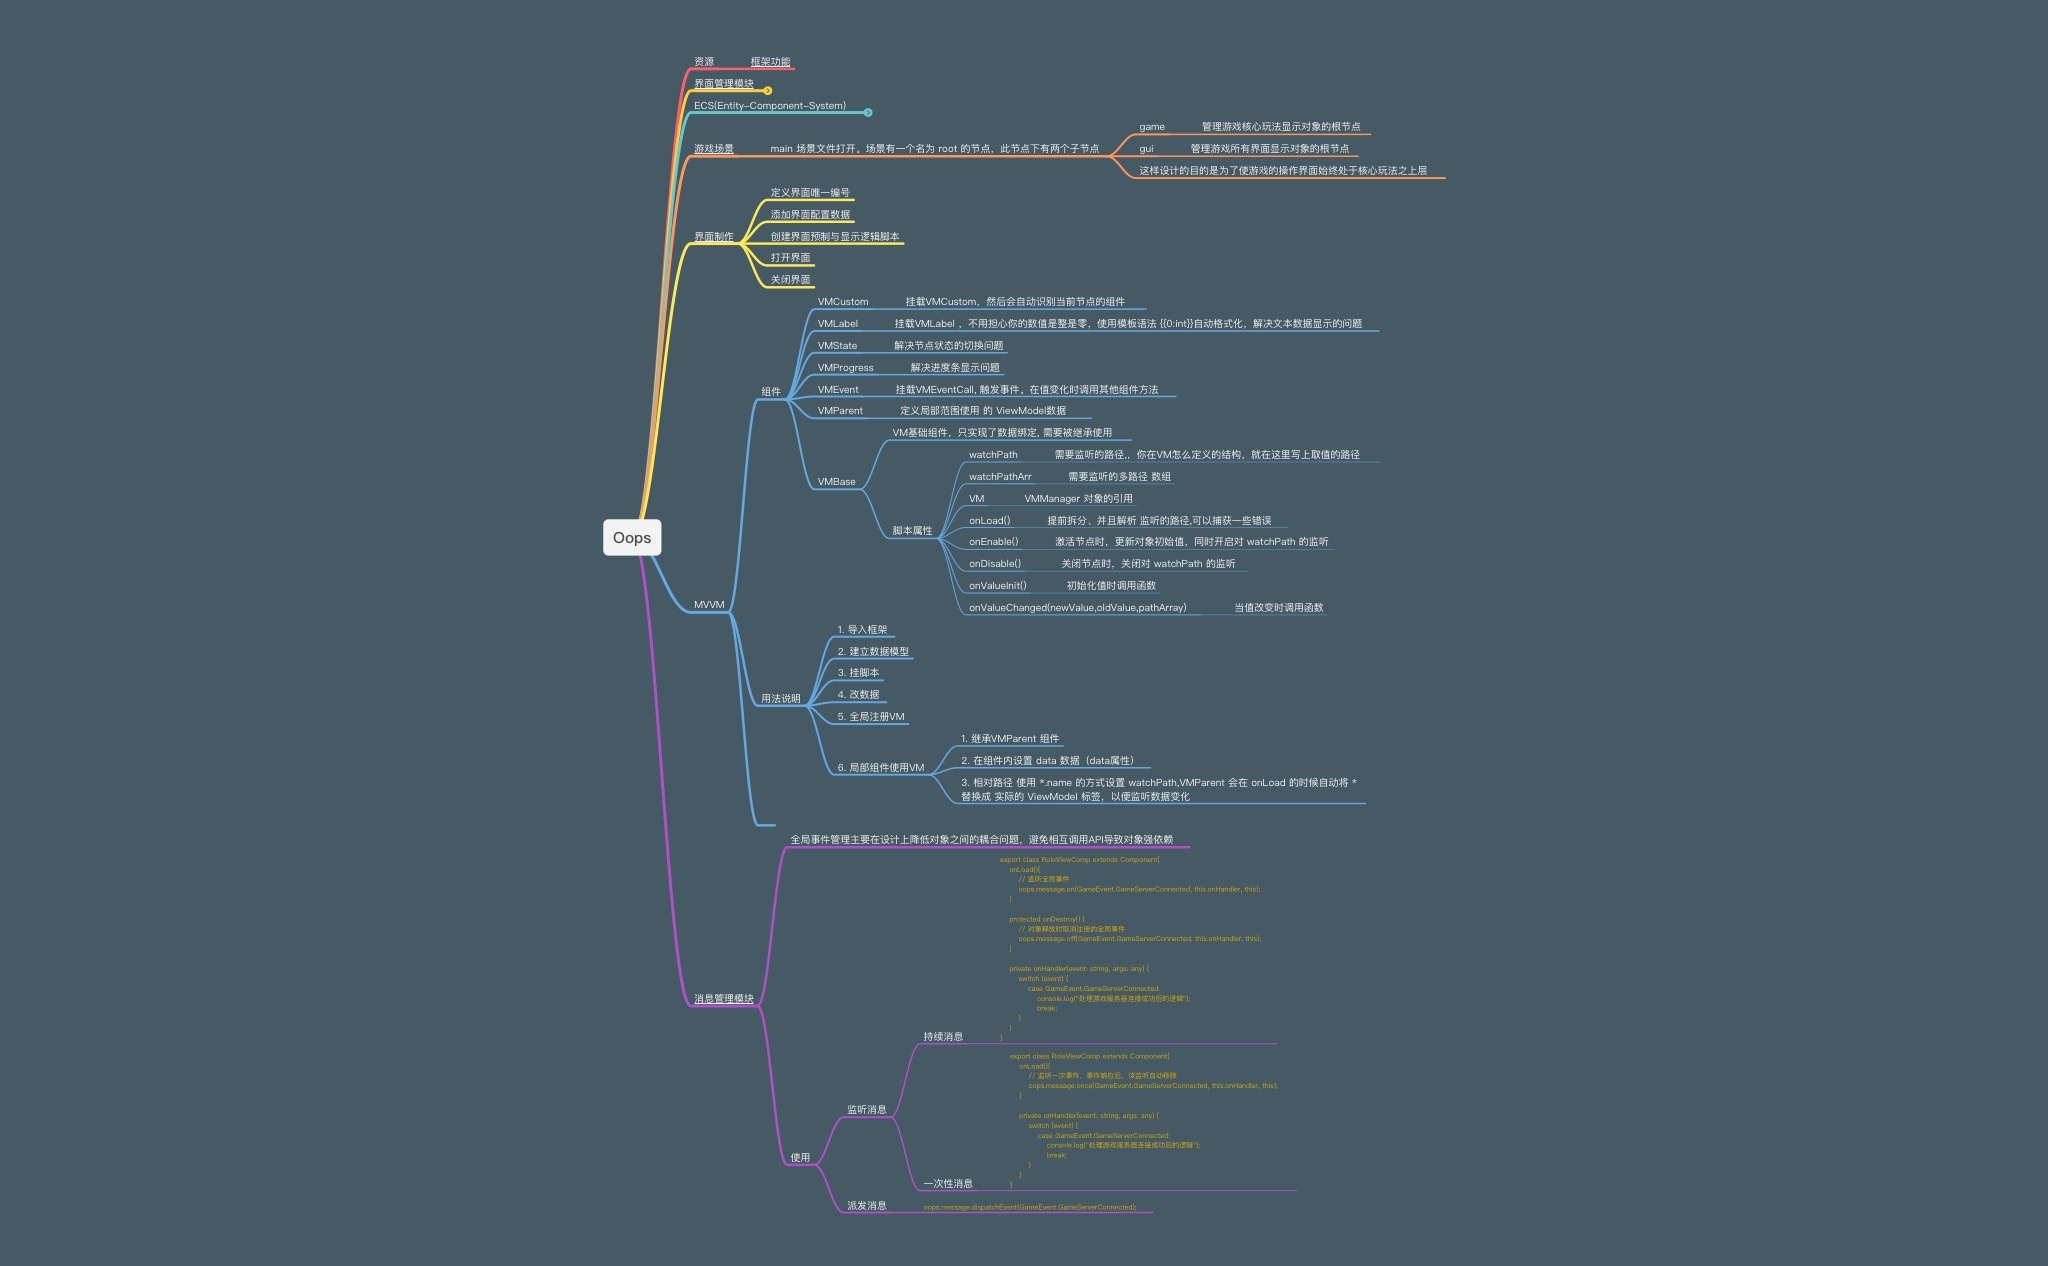 资源 框架功能
界面管理模块
ECS(Entity-Component-System)
game 管理游戏核心玩法显示对象的根节点
游戏场景 main 场景文件打开。场景有一个名为 root 的节点，此节点下有两个子节点
gui 管理游戏所有界面显示对象的根节点
这样设计的目的是为了使游戏的操作界面始终处于核心玩法之上层
定义界面唯一编号
添加界面配置数据
界面制作
创建界面预制与显示逻辑脚本
打开界面
关闭界面
VMCustom 挂载VMCustom，然后会自动识别当前节点的组件
VMLabel 挂载VMLabel ，不用担心你的数值是整是零，使用模板语法 {{0:int}}自动格式化，解决文本数据显示的问题
VMState 解决节点状态的切换问题
VMProgress 解决进度条显示问题
组件
VMEvent 挂载VMEventCall, 触发事件。在值变化时调用其他组件方法
VMParent 定义局部范围使用 的 ViewModel数据
VM基础组件，只实现了数据绑定, 需要被继承使用
VMBase
watchPath 需要监听的路径,，你在VM怎么定义的结构，就在这里写上取值的路径
watchPathArr 需要监听的多路径 数组
VM VMManager 对象的引用
onLoad() 提前拆分、并且解析 监听的路径,可以捕获一些错误
脚本属性
onEnable() 激活节点时，更新对象初始值，同时开启对 watchPath 的监听
onDisable() 关闭节点时，关闭对 watchPath 的监听
onValueInit() 初始化值时调用函数
onValueChanged(newValue,oldValue,pathArray) 当值改变时调用函数
Oops
MVVM
1. 导入框架
2. 建立数据模型
3. 挂脚本
4. 改数据
用法说明
5. 全局注册VM
6. 局部组件使用VM
1. 继承VMParent 组件
2. 在组件内设置 data 数据（data属性）
3. 相对路径 使用 *.name 的方式设置 watchPath,VMParent 会在 onLoad 的时候自动将 *
替换成 实际的 ViewModel 标签，以便监听数据变化
消息管理模块
全局事件管理主要在设计上降低对象之间的耦合问题，避免相互调用API导致对象强依赖
使用
监听消息
持续消息
export class RoleViewComp extends Component{
onLoad(){
// 监听全局事件
oops.message.on(GameEvent.GameServerConnected, this.onHandler, this);
}
protected onDestroy() {
// 对象释放时取消注册的全局事件
oops.message.off(GameEvent.GameServerConnected, this.onHandler, this);
}
private onHandler(event: string, args: any) {
switch (event) {
case GameEvent.GameServerConnected:
console.log("处理游戏服务器连接成功后的逻辑");
break;
}
}
}
一次性消息
export class RoleViewComp extends Component{
onLoad(){
// 监听一次事件，事件响应后，该监听自动移除
oops.message.once(GameEvent.GameServerConnected, this.onHandler, this);
}
private onHandler(event: string, args: any) {
switch (event) {
case GameEvent.GameServerConnected:
console.log("处理游戏服务器连接成功后的逻辑");
break;
}
}
}
派发消息 oops.message.dispatchEvent(GameEvent.GameServerConnected);